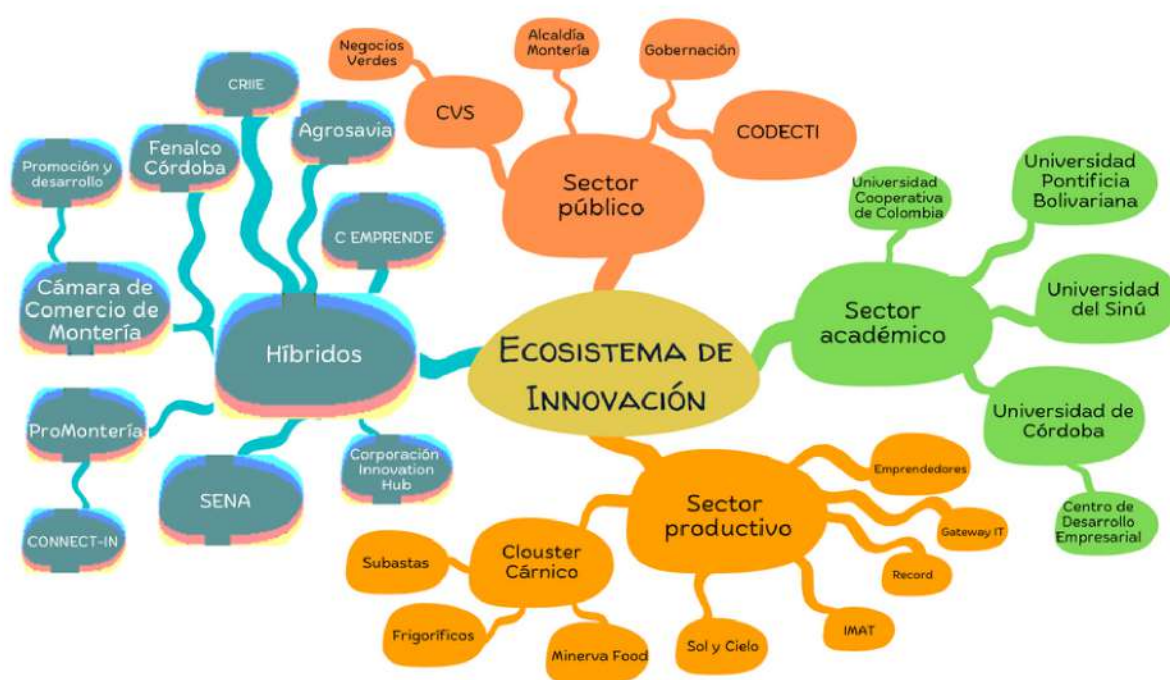 Negocios
Verdes
Alcaldía
Montería
Gobernación
CVS
CODECTI
Sector
público
CRIIE
Agrosavia
Fenalco
Córdoba
Promoción y
desarrollo
C EMPRENDE
Cámara de
Comercio de
Montería
Híbridos
ProMontería
CONNECT-IN
SENA
Corporación
Innovation
Hub
ECOSISTEMA DE
INNOVACIÓN
Universidad
Cooperativa
de Colombia
Universidad
Pontificia
Bolivariana
Sector
académico
Universidad
del Sinú
Universidad de
Córdoba
Centro de
Desarrollo
Empresarial
Sector
productivo
Emprendedores
Gateway IT
Record
IMAT
Sol y Cielo
Clouster
Cárnico
Subastas
Frigoríficos
Minerva Food